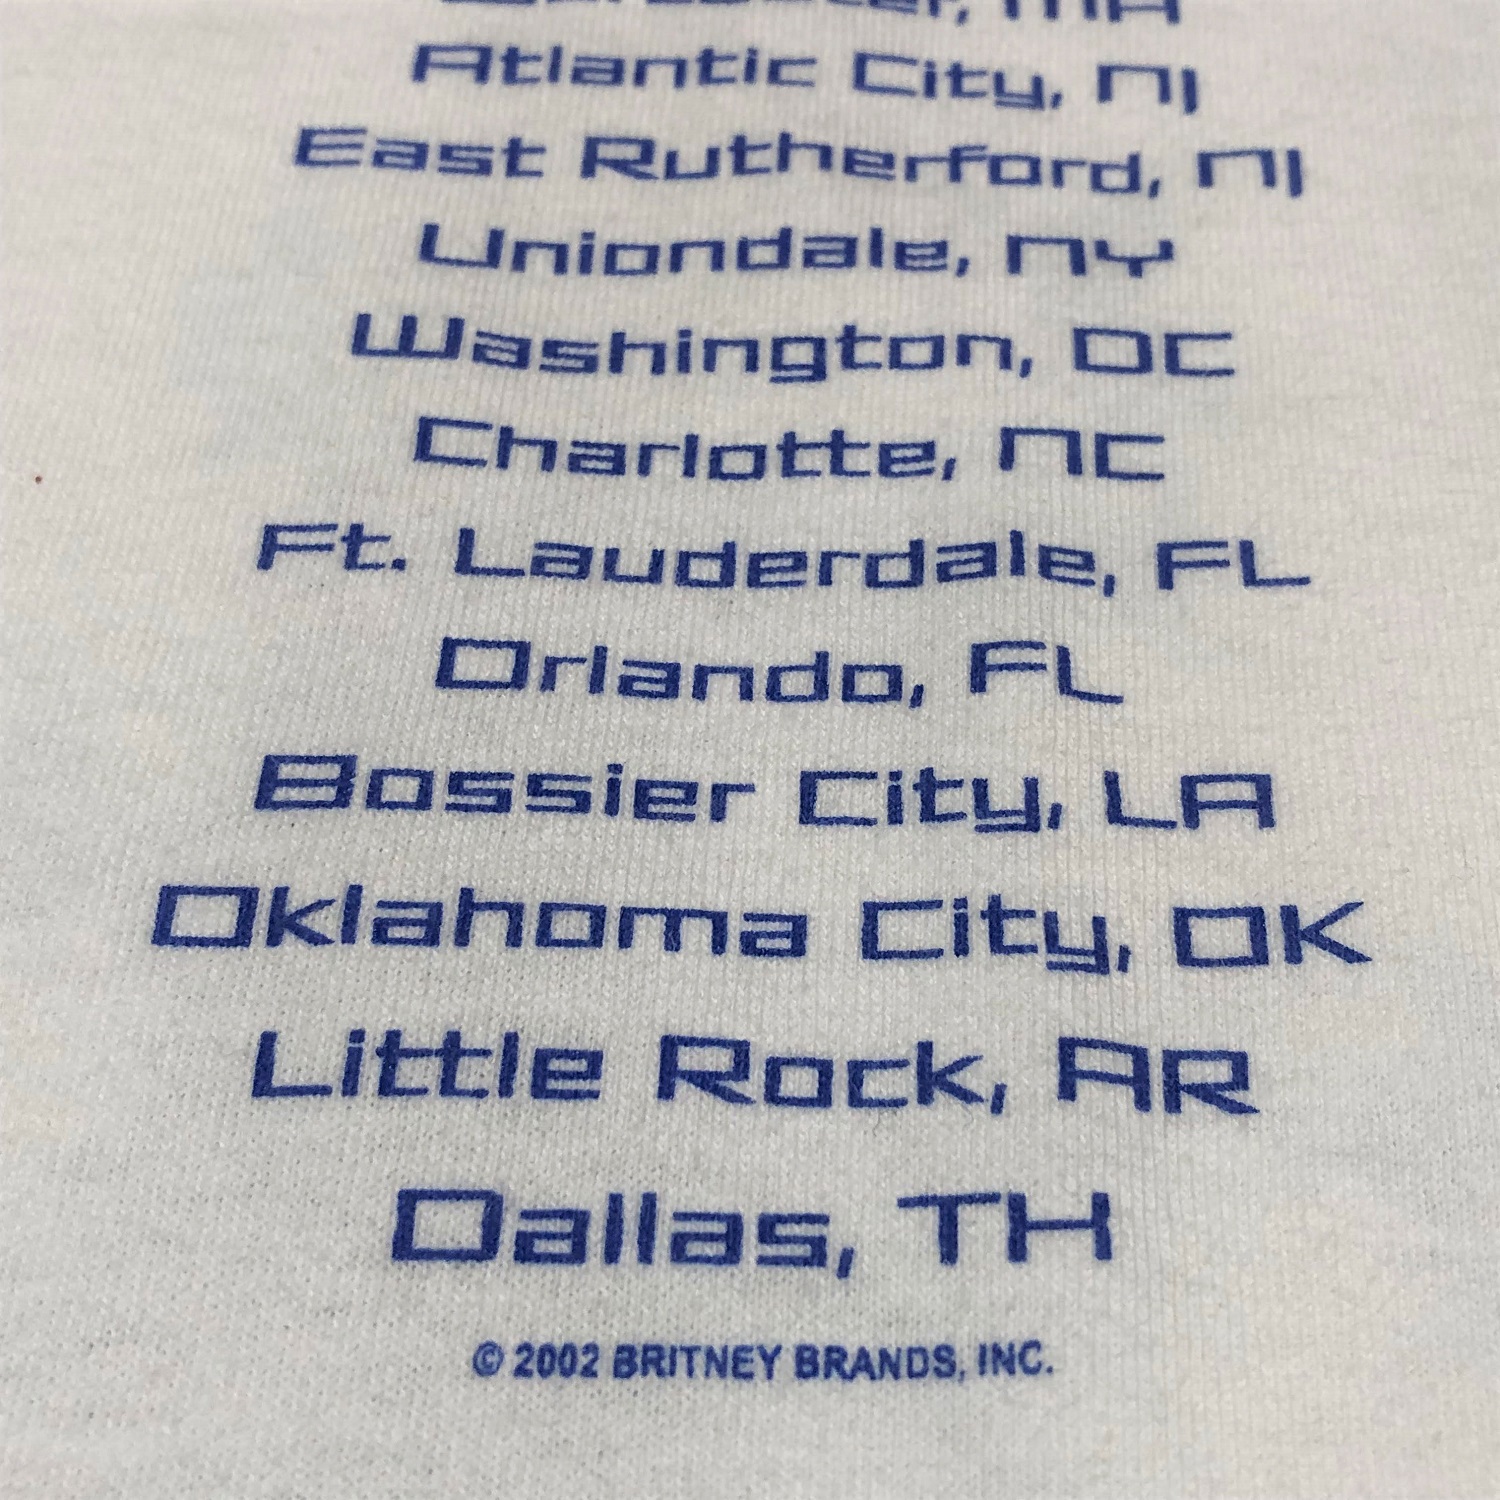 MA
Atlantic City, NJ
East Rutherford, NJ
Uniondale, NY
Washington, DC
Charlotte, NC
Ft. Lauderdale, FL
Orlando, FL
Bossier City, LA
Oklahoma City, OK
Little Rock, AR
Dallas, TX
© 2002 BRITNEY BRANDS, INC.